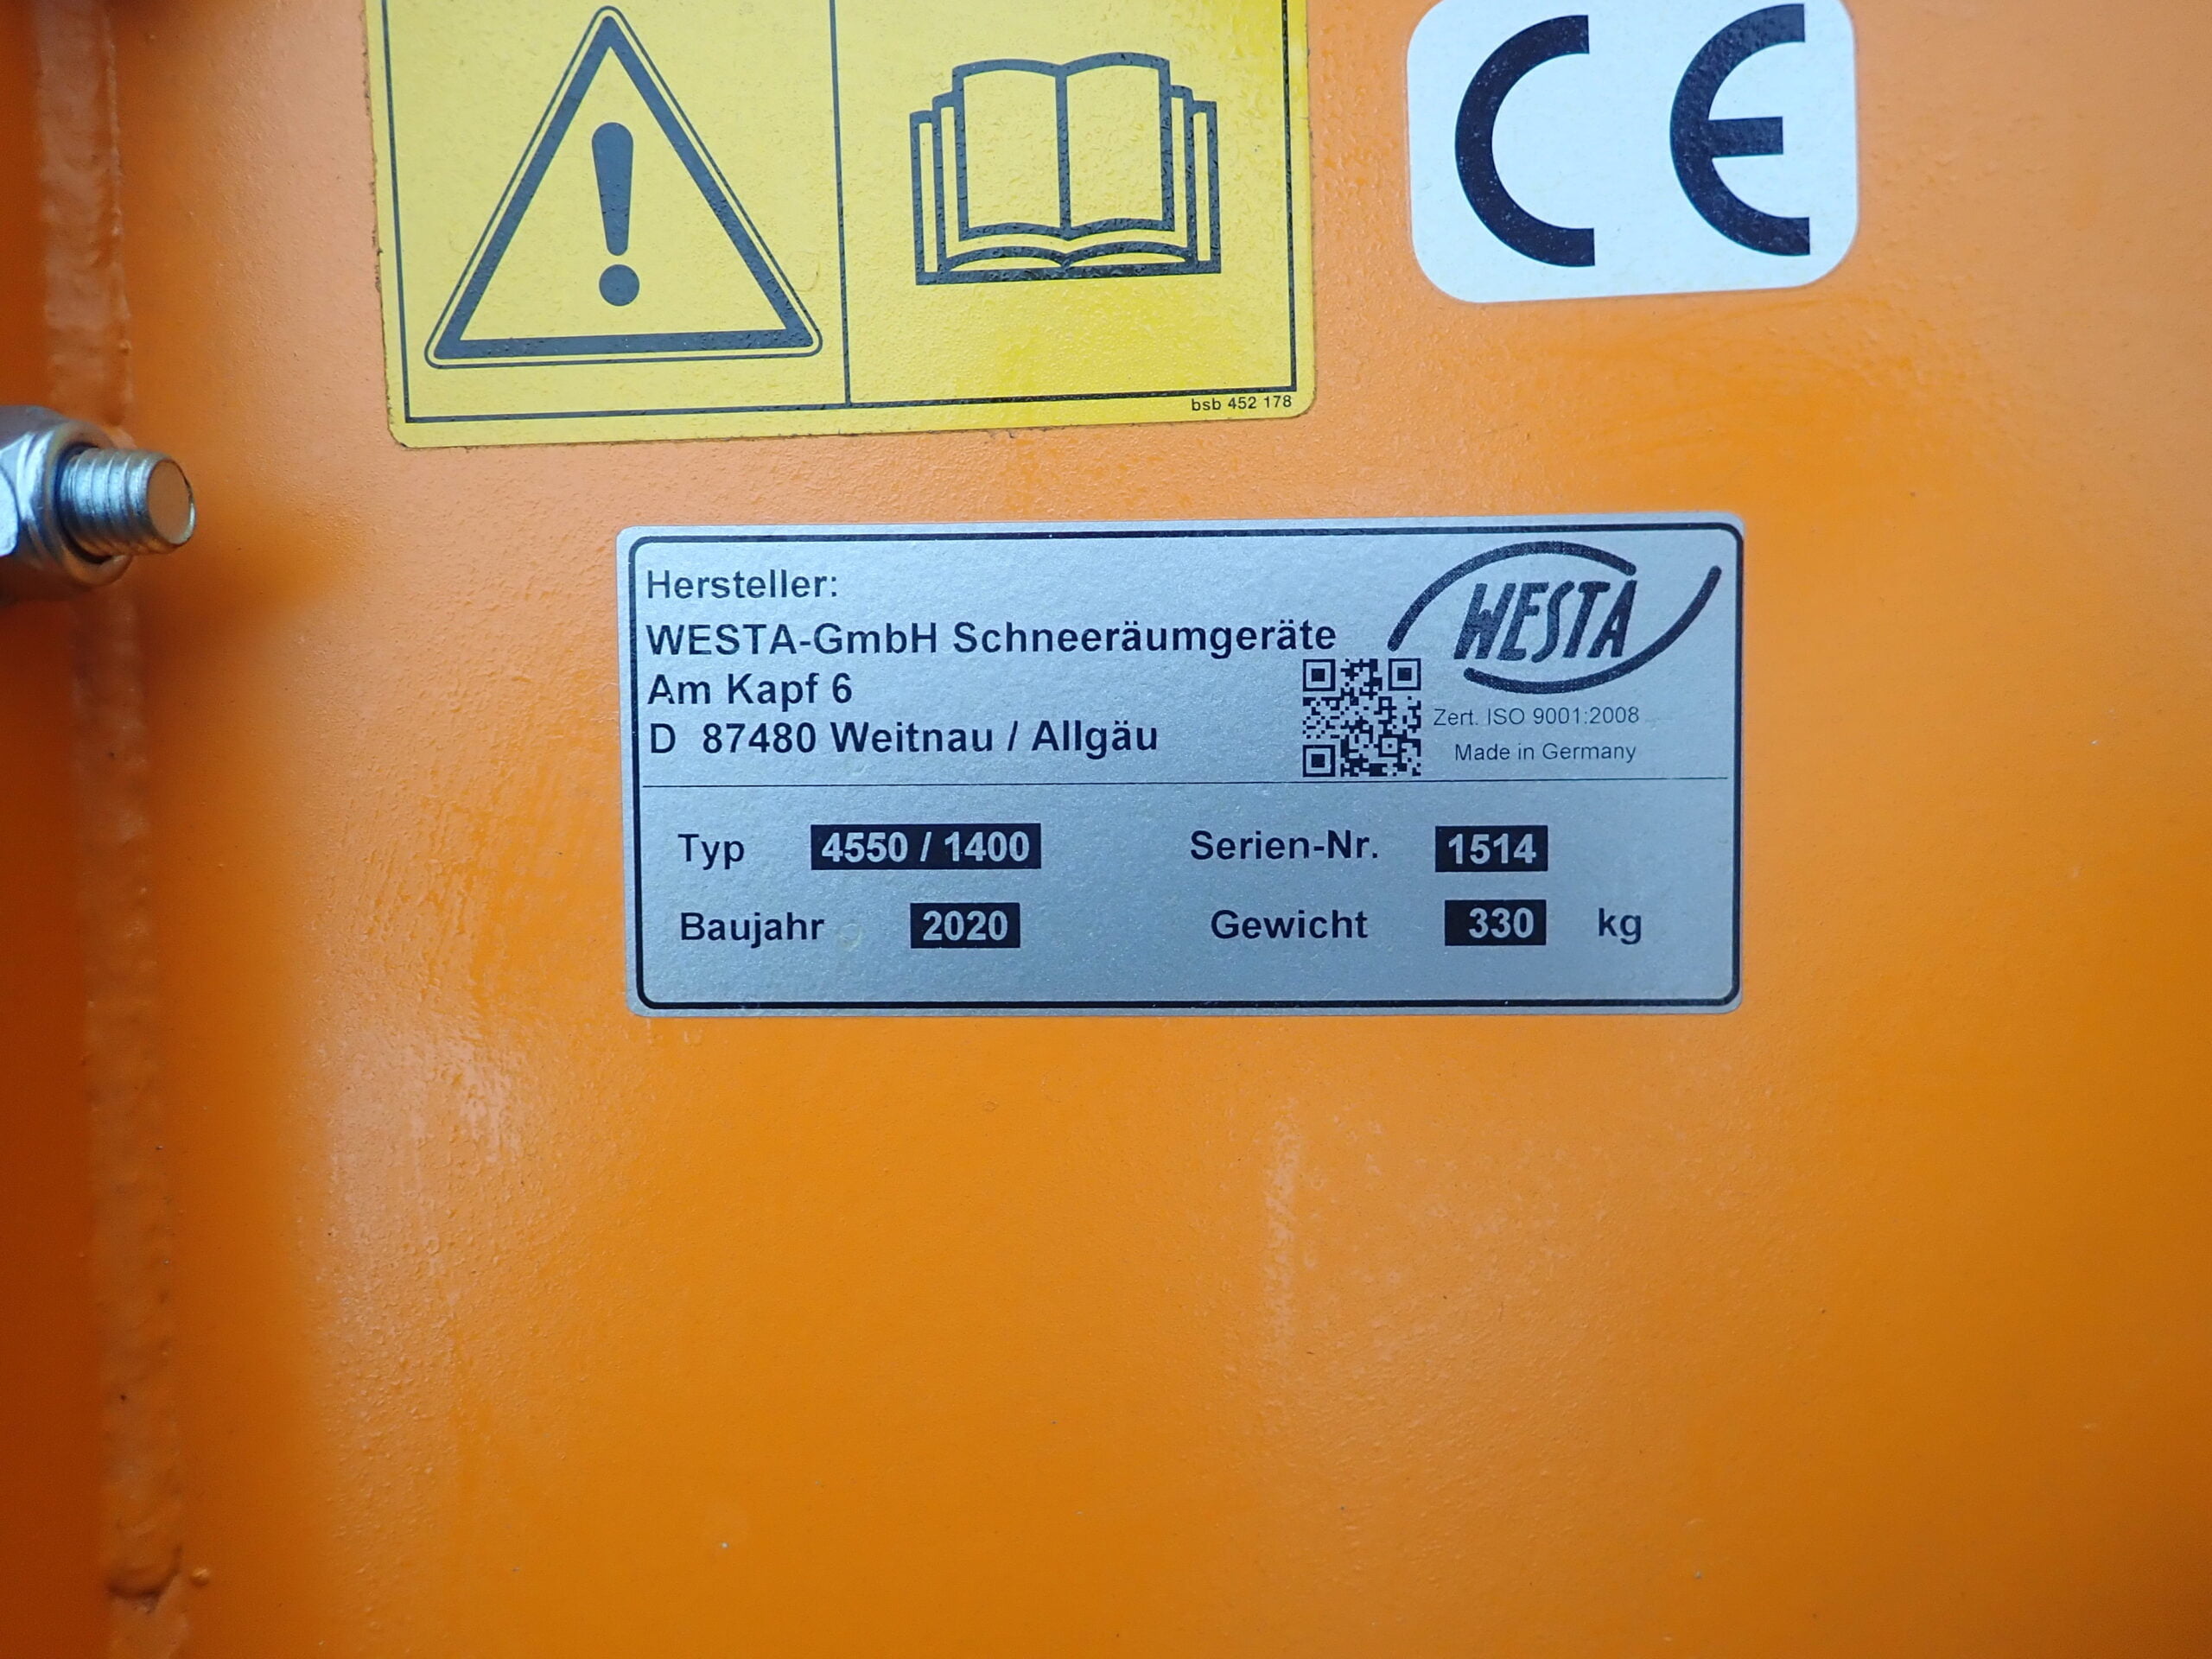 CE
bsb 452 178
Hersteller:
WESTA-GmbH Schneeräumgeräte
Am Kapf 6
D 87480 Weitnau / Allgäu
WESTA
Zert. ISO 9001:2008
Made in Germany
Typ 4550 / 1400 Serien-Nr. 1514
Baujahr 2020 Gewicht 330 kg